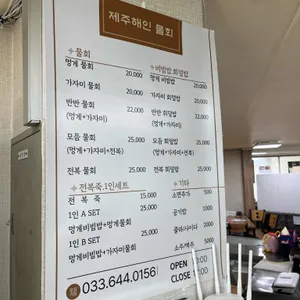 제주해인 물회
물회
멍게 물회 20,000
가자미 물회 20,000
반반 물회 22,000
(멍게+가자미)
모듬 물회 25,000
(멍게+가자미+전복)
전복 물회 25,000
비빔밥,회덮밥
멍게 비빔밥 20,000
가자미 회덮밥 20,000
반반 회덮밥 22,000
(멍게+가자미)
모듬 회덮밥 25,000
(멍게+가자미+전복)
전복 회덮밥 25,000
전복죽,1인세트
전 복 죽 15,000
1인 A SET 25,000
멍게비빔밥+멍게물회
1인 B SET 25,000
멍게비빔밥+가자미물회
기타
소면추가
공기밥
소주/맥주
033.644.0156
OPEN
CLOSE